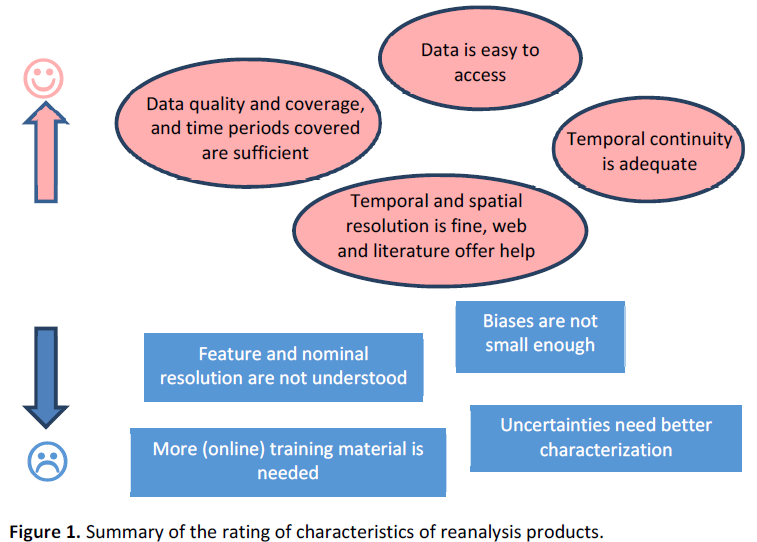 Data is easy to
access
Data quality and coverage,
and time periods covered
are sufficient
Temporal continuity
is adequate
Temporal and spatial
resolution is fine, web
and literature offer help
Biases are not
small enough
Feature and nominal
resolution are not understood
Uncertainties need better
characterization
More (online) training material is
needed
Figure 1. Summary of the rating of characteristics of reanalysis products.